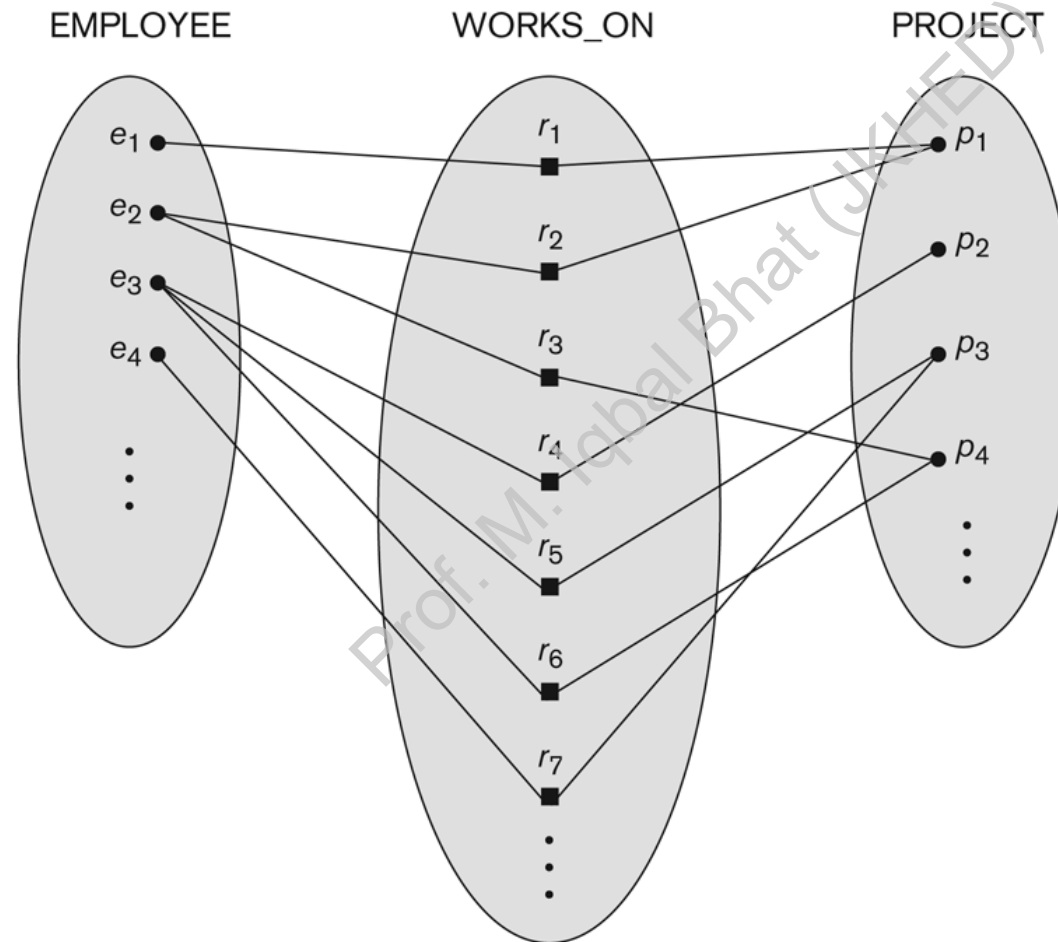 EMPLOYEE WORKS_ON PROJECT
e1
e2
e3
e4
r1
r2
r3
r4
r5
r6
r7
p1
p2
p3
p4
Prof. M. Iqbal Bhat (JKHED)